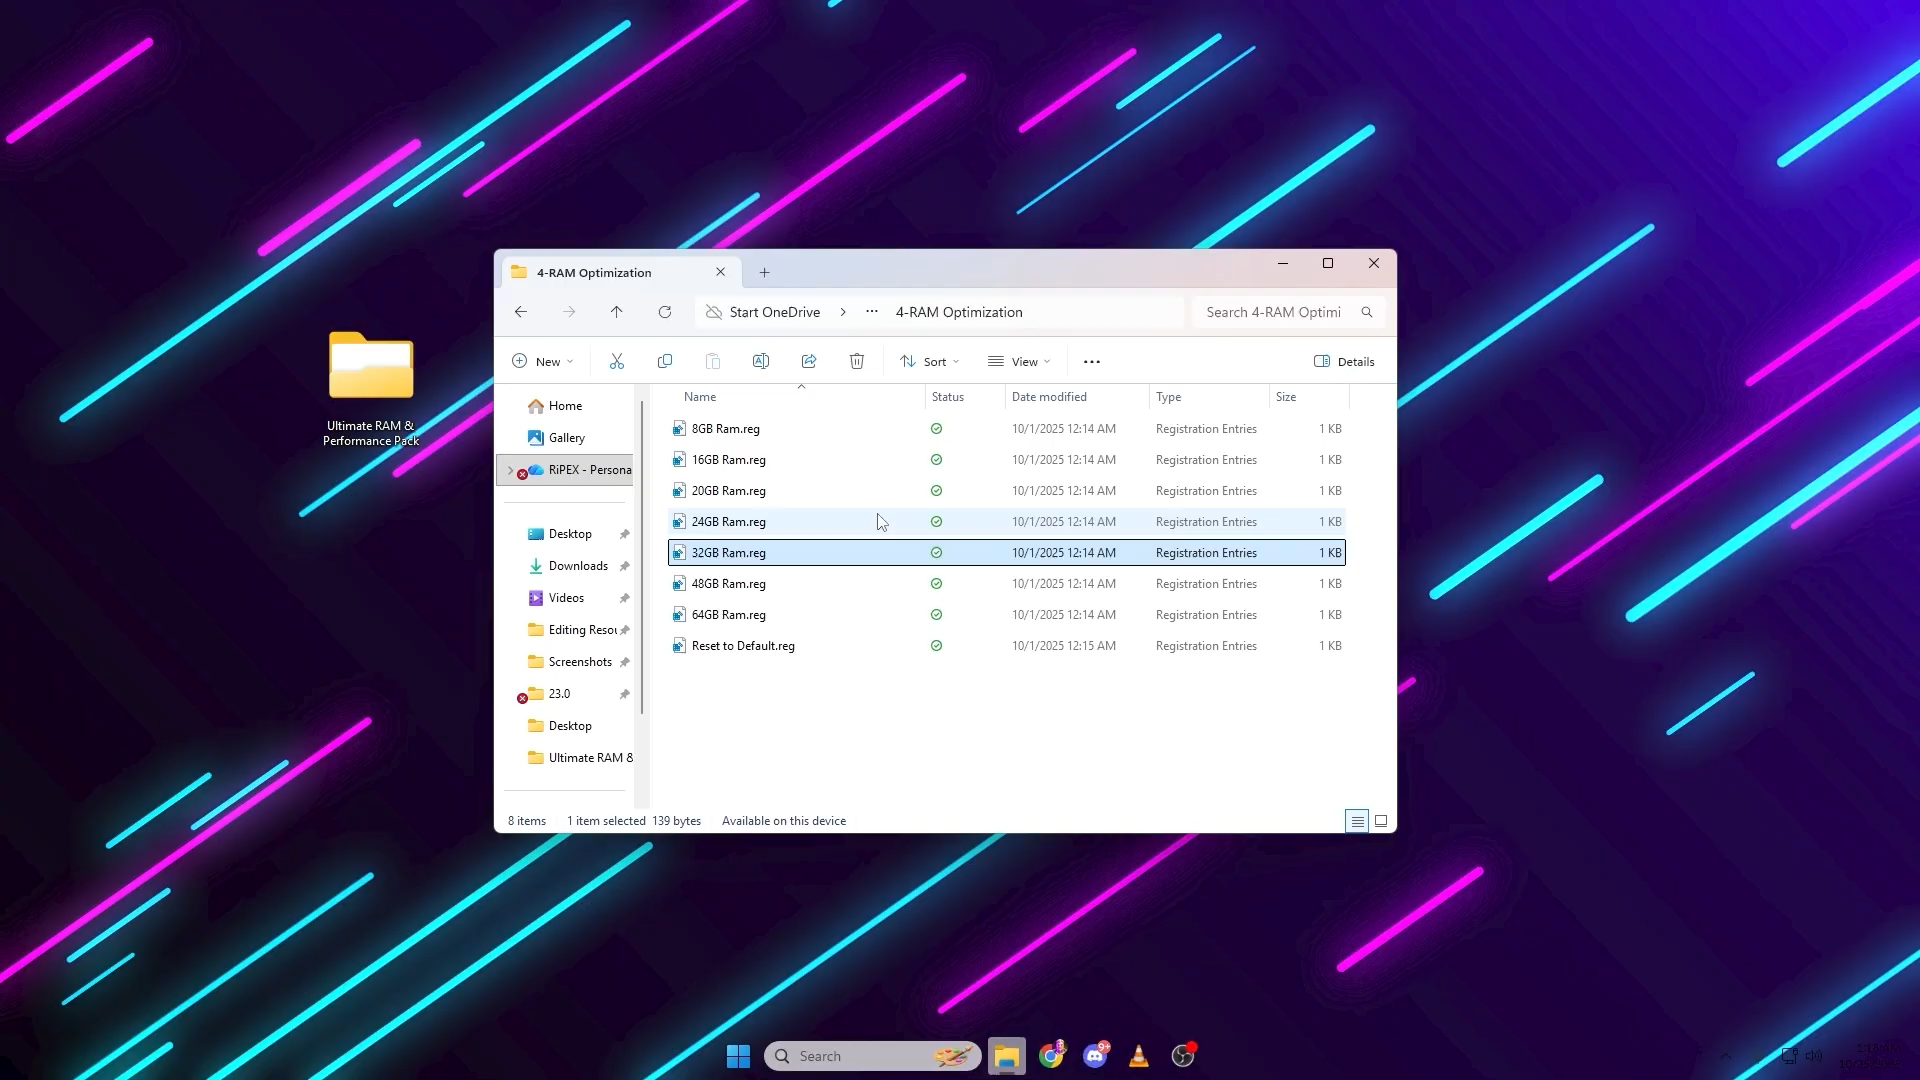 Ultimate RAM &
Performance Pack
4-RAM Optimization
Start OneDrive
4-RAM Optimization
Search 4-RAM Optimi
New
Sort
View
Details
Home
Gallery
RiPEX - Persona
Desktop
Downloads
Videos
Editing Resou
Screenshots
23.0
Desktop
Ultimate RAM &
Name Status Date modified Type Size
8GB Ram.reg 10/1/2025 12:14 AM Registration Entries 1 KB
16GB Ram.reg 10/1/2025 12:14 AM Registration Entries 1 KB
20GB Ram.reg 10/1/2025 12:14 AM Registration Entries 1 KB
24GB Ram.reg 10/1/2025 12:14 AM Registration Entries 1 KB
32GB Ram.reg 10/1/2025 12:14 AM Registration Entries 1 KB
48GB Ram.reg 10/1/2025 12:14 AM Registration Entries 1 KB
64GB Ram.reg 10/1/2025 12:14 AM Registration Entries 1 KB
Reset to Default.reg 10/1/2025 12:15 AM Registration Entries 1 KB
8 items 1 item selected 139 bytes Available on this device
Search
9+